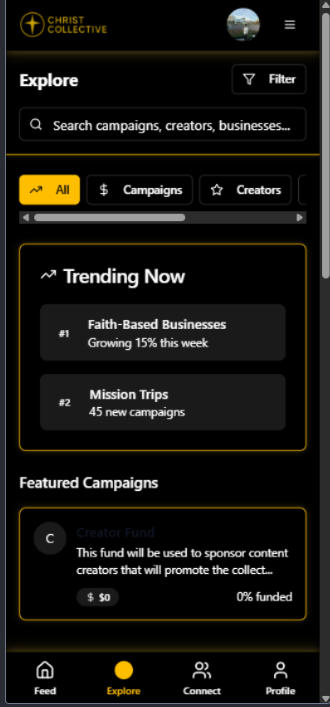 CHRIST
COLLECTIVE
Explore
Filter
Search campaigns, creators, businesses...
All
$ Campaigns
Creators
Trending Now
#1
Faith-Based Businesses
Growing 15% this week
#2
Mission Trips
45 new campaigns
Featured Campaigns
C
Creator Fund
This fund will be used to sponsor content
creators that will promote the collect...
$ $0
0% funded
Feed
Explore
Connect
Profile